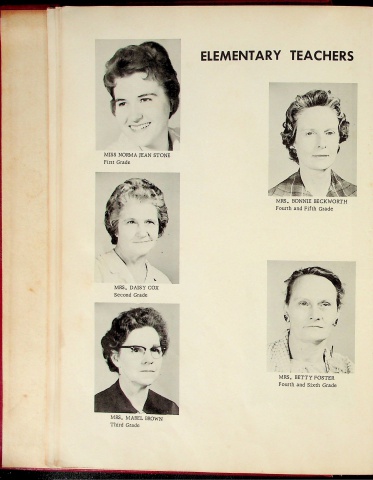 ELEMENTARY TEACHERS
MISS NORMA JEAN STONE
First Grade
MRS. DAISY COX
Second Grade
MRS. MABEL BROWN
Third Grade
MRS. BONNIE BECKWORTH
Fourth and Fifth Grade
MRS. BETTY FOSTER
Fourth and Sixth Grade